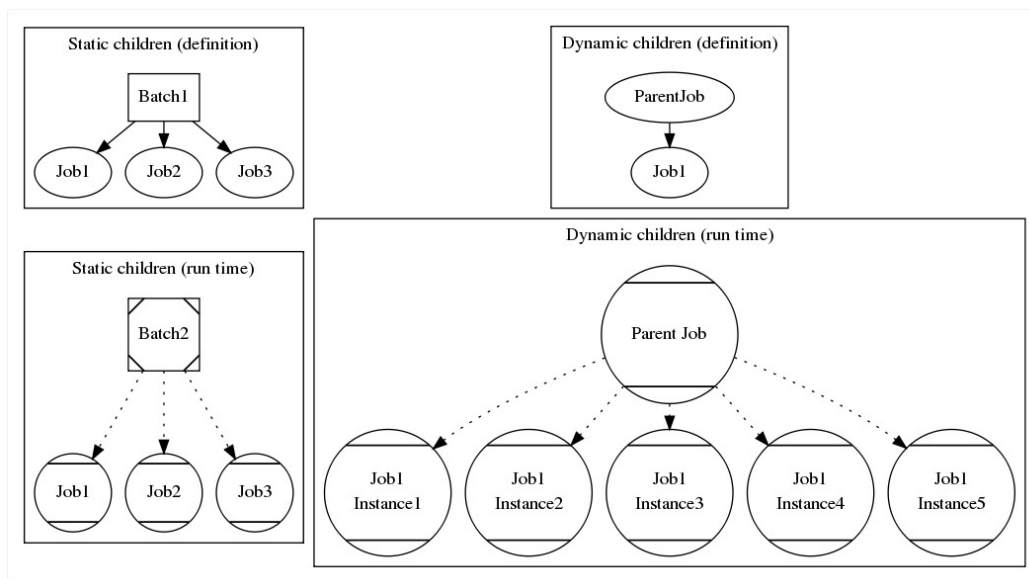 Static children (definition)
Batch1
Job1
Job2
Job3
Dynamic children (definition)
ParentJob
Job1
Static children (run time)
Batch2
Job1
Job2
Job3
Dynamic children (run time)
Parent Job
Job1
Instance1
Job1
Instance2
Job1
Instance3
Job1
Instance4
Job1
Instance5